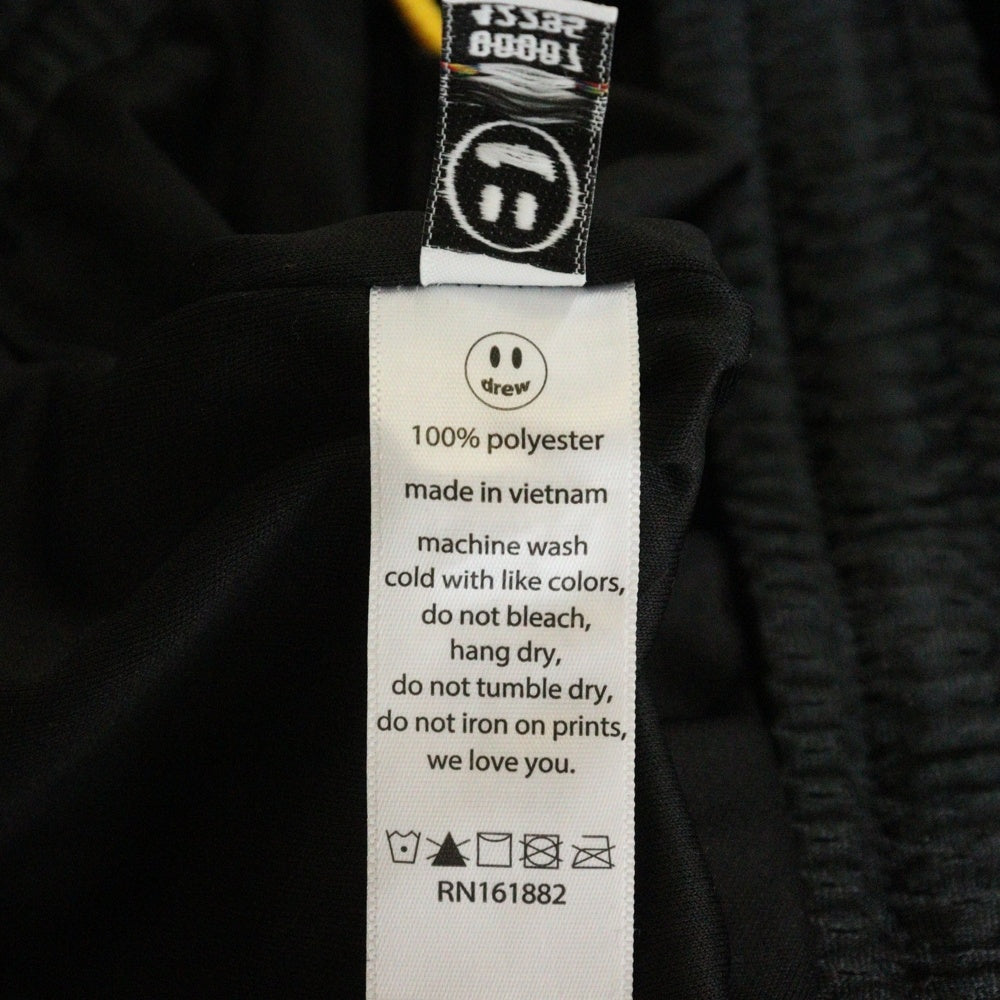 drew
100% polyester
made in vietnam
machine wash
cold with like colors,
do not bleach,
hang dry,
do not tumble dry,
do not iron on prints,
we love you.
RN161882